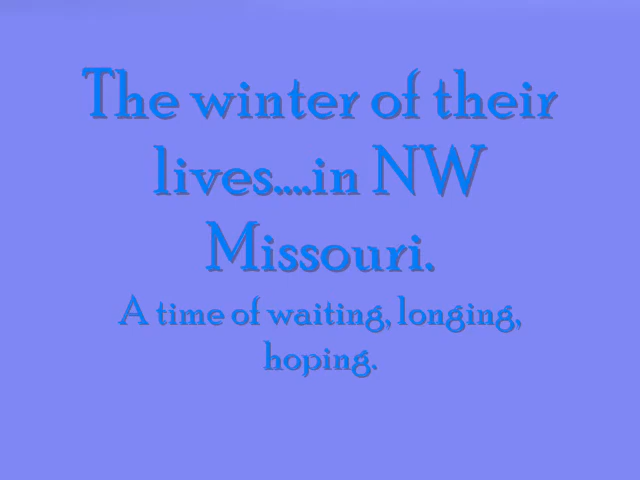 The winter of their
lives....in NW
Missouri.
A time of waiting, longing,
hoping.